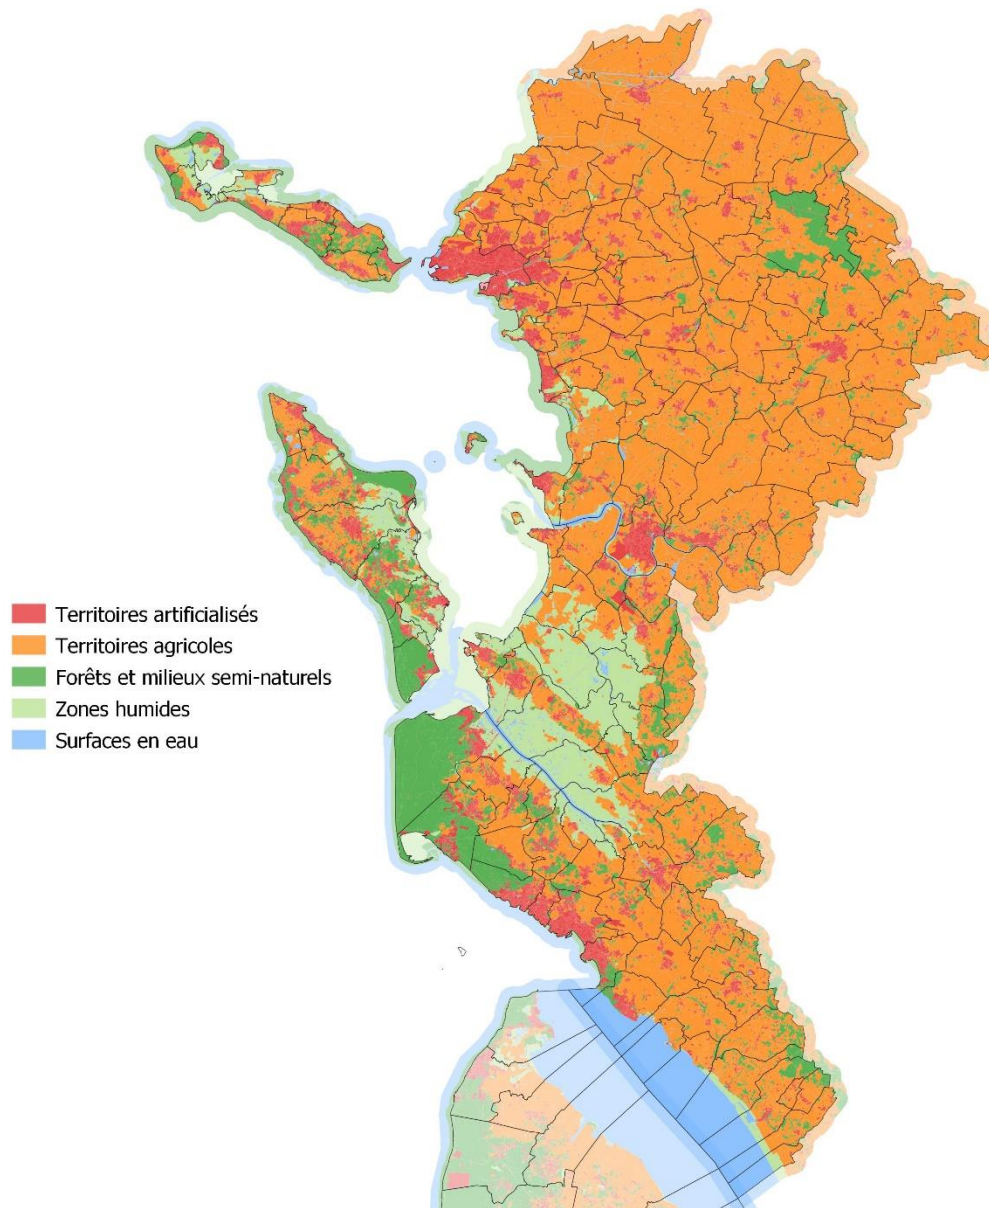 Territoires artificialisés
Territoires agricoles
Forêts et milieux semi-naturels
Zones humides
Surfaces en eau